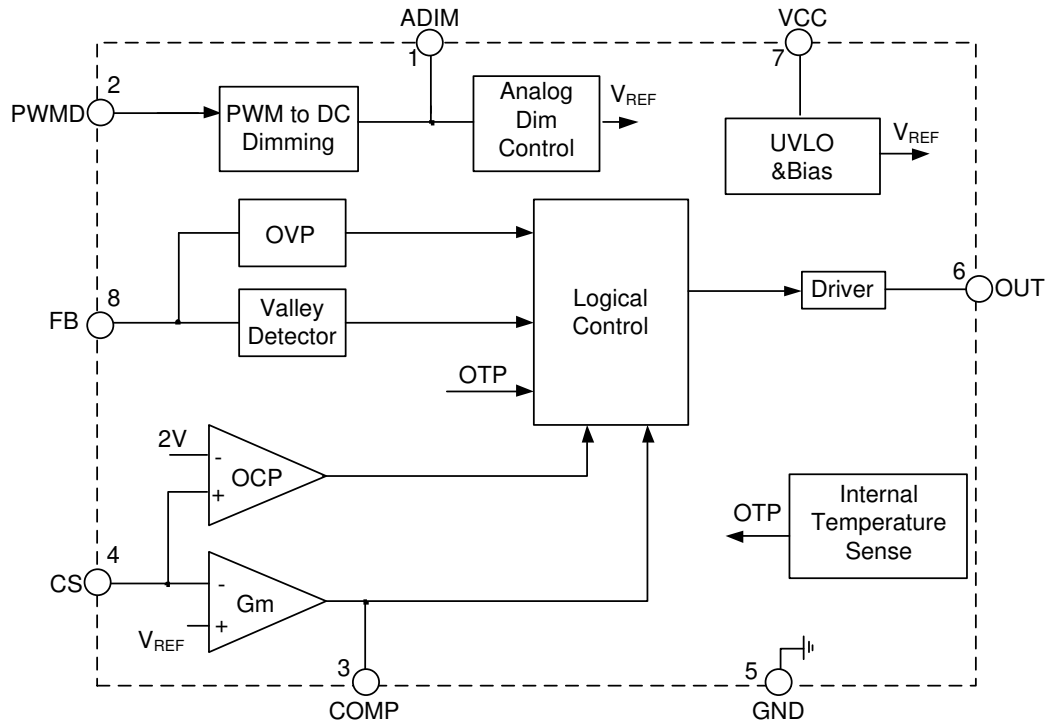 ADIM
1
VCC
7
2
PWMD
PWM to DC
Dimming
Analog
Dim
Control
VREF
UVLO
&Bias
VREF
OVP
8
FB
Valley
Detector
Logical
Control
Driver
6
OUT
OTP
2V
-
+
OCP
4
CS
-
+
Gm
VREF
OTP
Internal
Temperature
Sense
3
COMP
5
GND